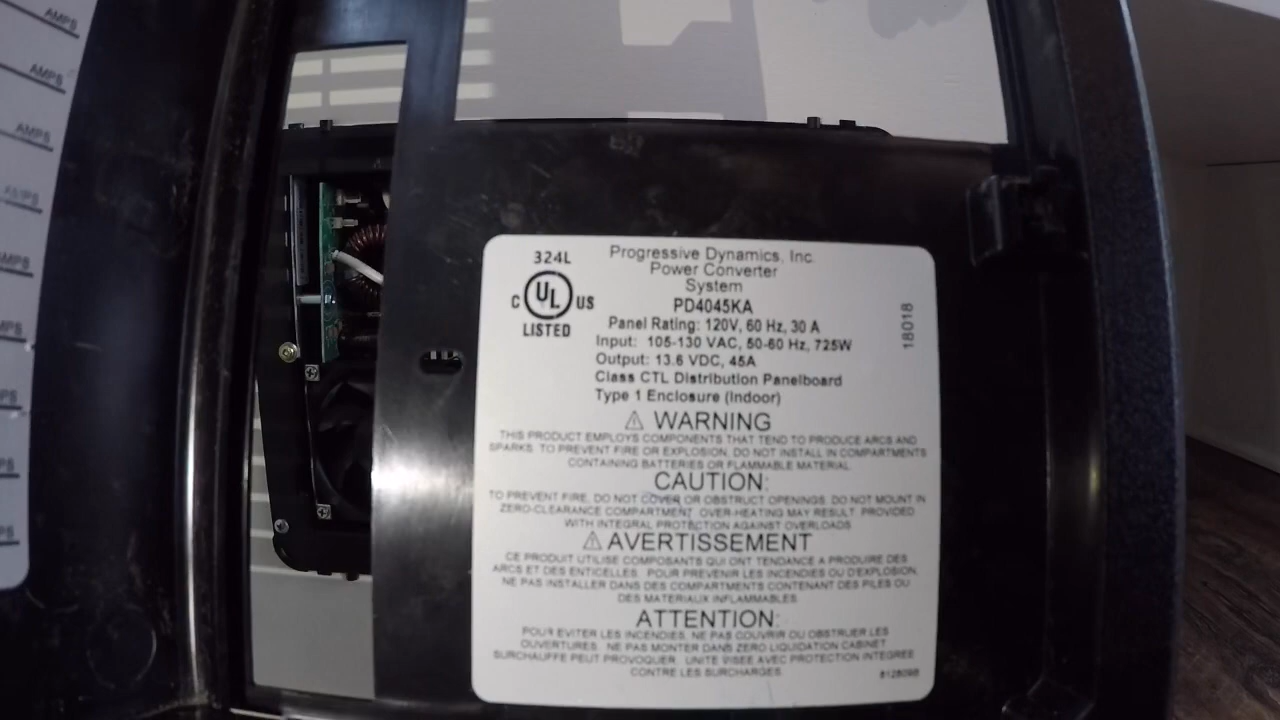 AMPS
AMPS
AMPS
AMPS
AMPS
AMPS
PS
PS
PS
324L
C UL US
LISTED
Progressive Dynamics, Inc.
Power Converter
System
PD4045KA
Panel Rating: 120V, 60 Hz, 30 A
Input: 105-130 VAC, 50-60 Hz, 725W
Output: 13.6 VDC, 45A
Class CTL Distribution Panelboard
Type 1 Enclosure (Indoor)
18018
⚠ WARNING
THIS PRODUCT EMPLOYS COMPONENTS THAT TEND TO PRODUCE ARCS AND
SPARKS. TO PREVENT FIRE OR EXPLOSION, DO NOT INSTALL IN COMPARTMENTS
CONTAINING BATTERIES OR FLAMMABLE MATERIAL.
CAUTION:
TO PREVENT FIRE, DO NOT COVER OR OBSTRUCT OPENINGS. DO NOT MOUNT IN
ZERO-CLEARANCE COMPARTMENT. OVER-HEATING MAY RESULT. PROVIDED
WITH INTEGRAL PROTECTION AGAINST OVERLOADS
⚠ AVERTISSEMENT
CE PRODUIT UTILISE COMPOSANTS QUI ONT TENDANCE A PRODUIRE DES
ARCS ET DES ENTICELLES. POUR PREVENIR LES INCENDIES OU D'EXPLOSION,
NE PAS INSTALLER DANS DES COMPARTMENTS CONTENANT DES PILES OU
DES MATERIAUX INFLAMMABLES.
ATTENTION:
POUR EVITER LES INCENDIES, NE PAS COUVRIR OU OBSTRUER LES
OUVERTURES. NE PAS MONTER DANS ZERO LIQUIDATION CABINET
SURCHAUFFE PEUT PROVOQUER. UNITE VISEE AVEC PROTECTION INTEGREE
CONTRE LES SURCHARGES.